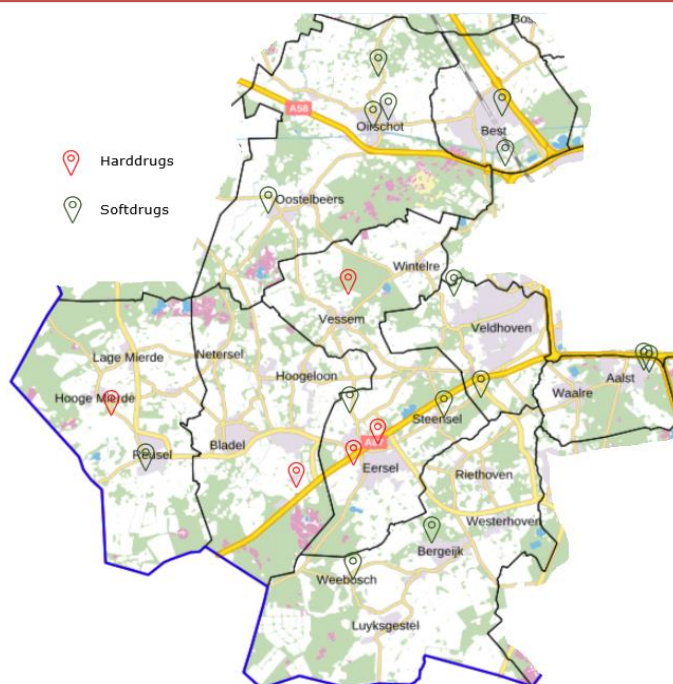 Bos
A58
Oirschot
Best
Harddrugs
Softdrugs
Oostelbeers
Wintelre
Vessem
Veldhoven
Lage Mierde
Netersel
Hoogeloon
Aalst
Waalre
Hooge Mierde
Steensel
Bladel
Reusel
Eersel
Riethoven
Westerhoven
Bergeijk
Weebosch
Luyksgestel